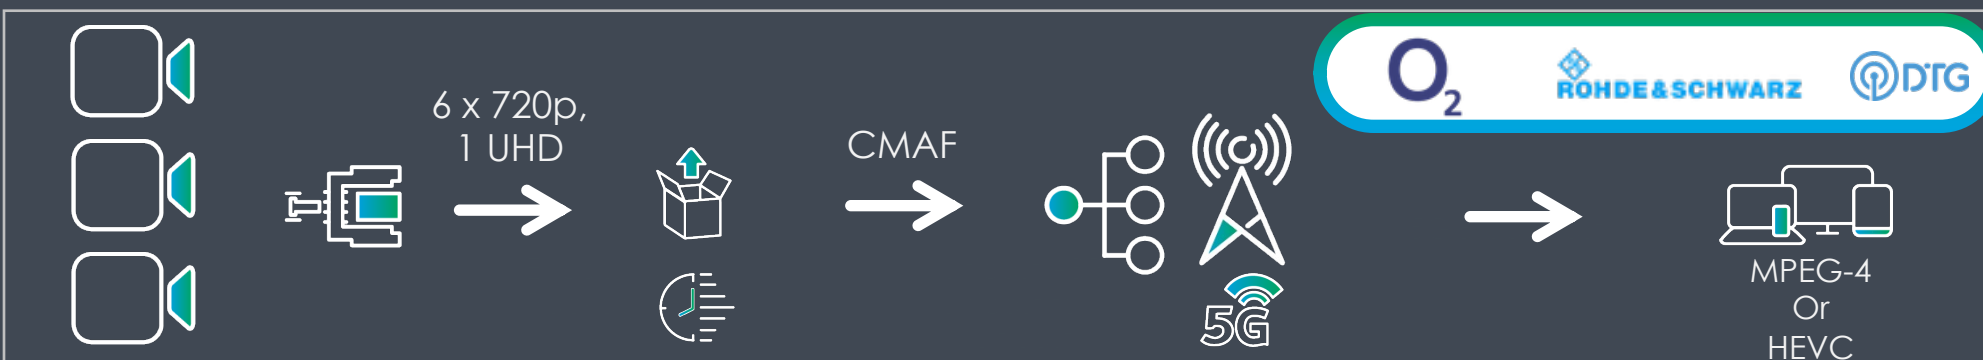 6 x 720p,
1 UHD
CMAF
5G
O2
ROHDE&SCHWARZ
DTG
MPEG-4
Or
HEVC